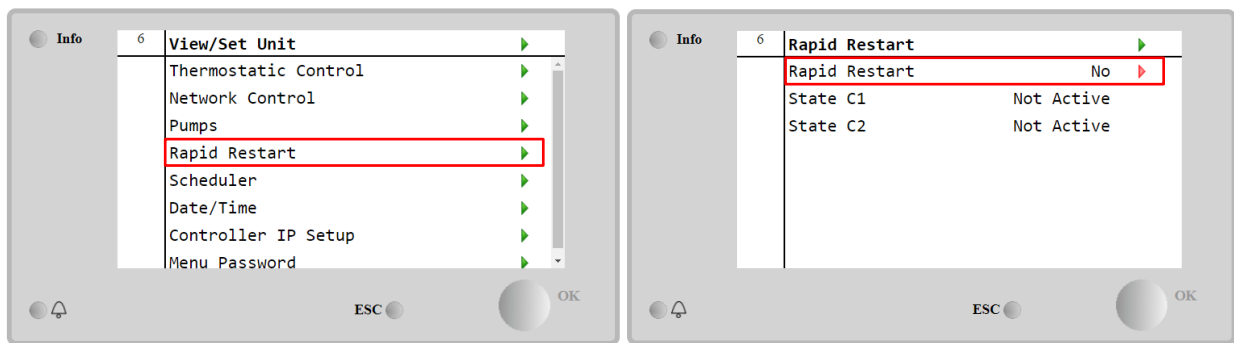 Info
6 View/Set Unit
Thermostatic Control
Network Control
Pumps
Rapid Restart
Scheduler
Date/Time
Controller IP Setup
Menu Password
ESC
OK
Info
6 Rapid Restart
Rapid Restart No
State C1 Not Active
State C2 Not Active
ESC
OK